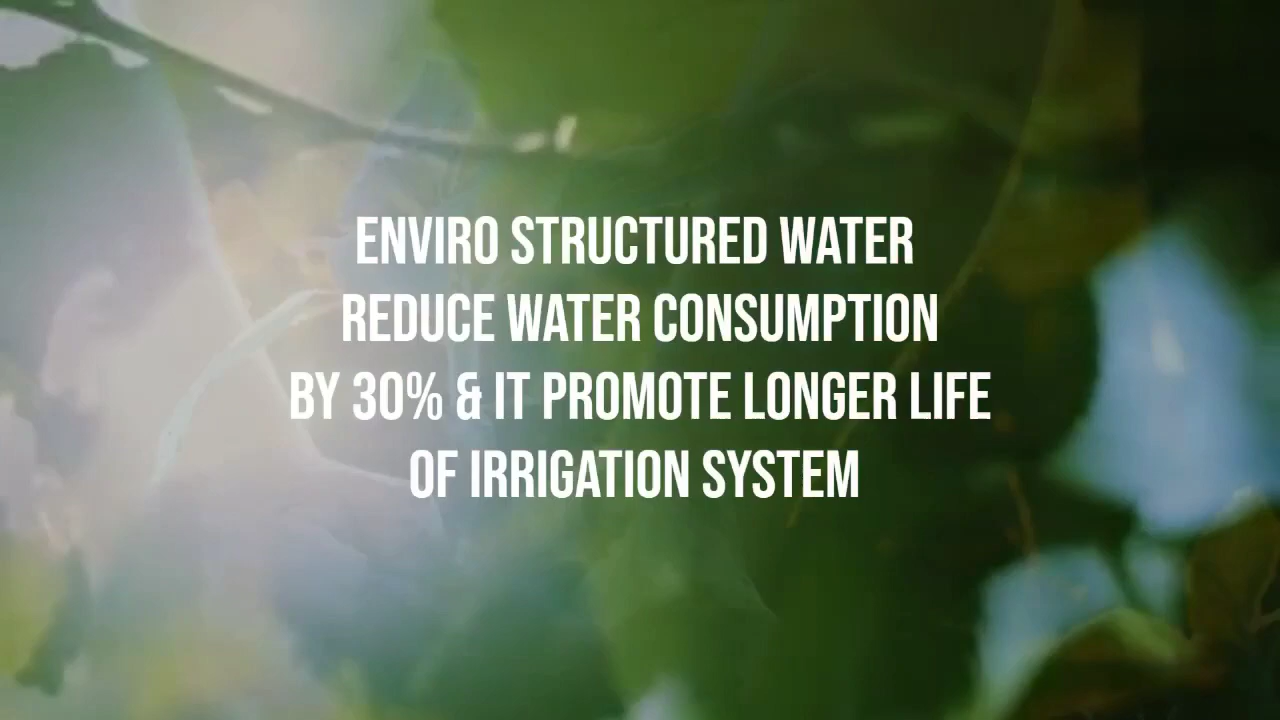 ENVIRO STRUCTURED WATER
REDUCE WATER CONSUMPTION
BY 30% & IT PROMOTE LONGER LIFE
OF IRRIGATION SYSTEM